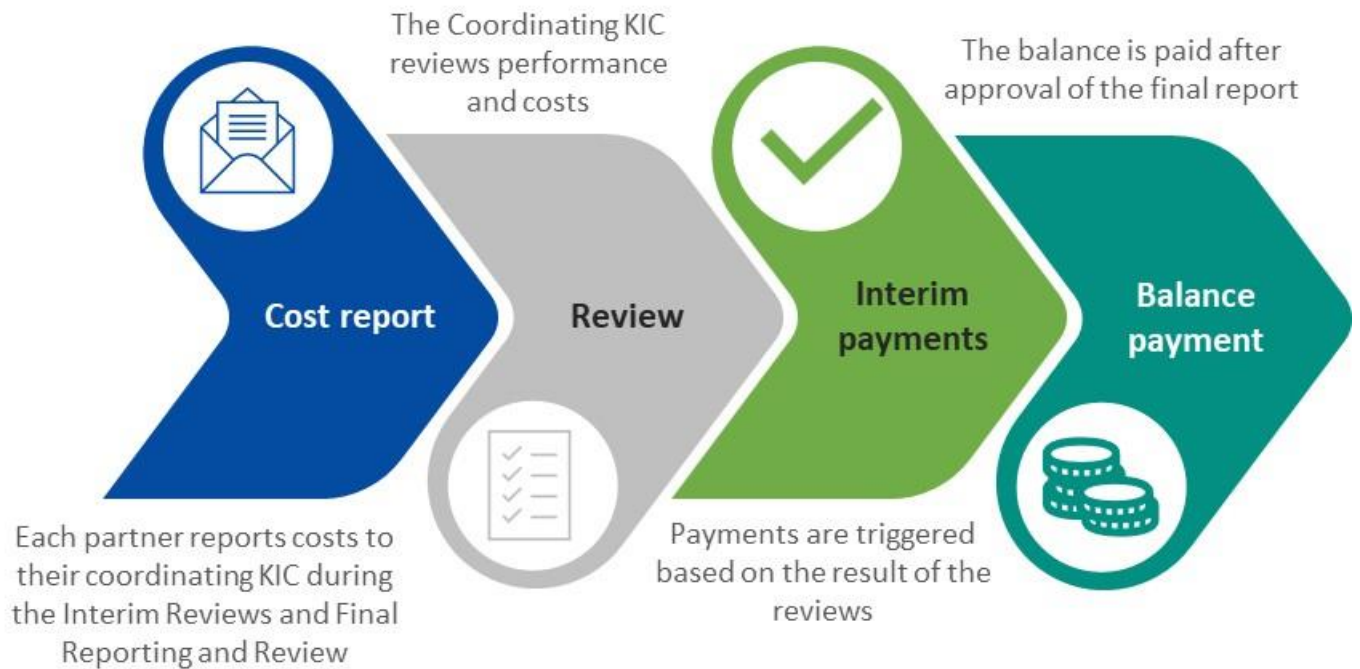 Cost report
Each partner reports costs to
their coordinating KIC during
the Interim Reviews and Final
Reporting and Review
The Coordinating KIC
reviews performance
and costs
Review
Interim
payments
Payments are triggered
based on the result of the
reviews
The balance is paid after
approval of the final report
Balance
payment